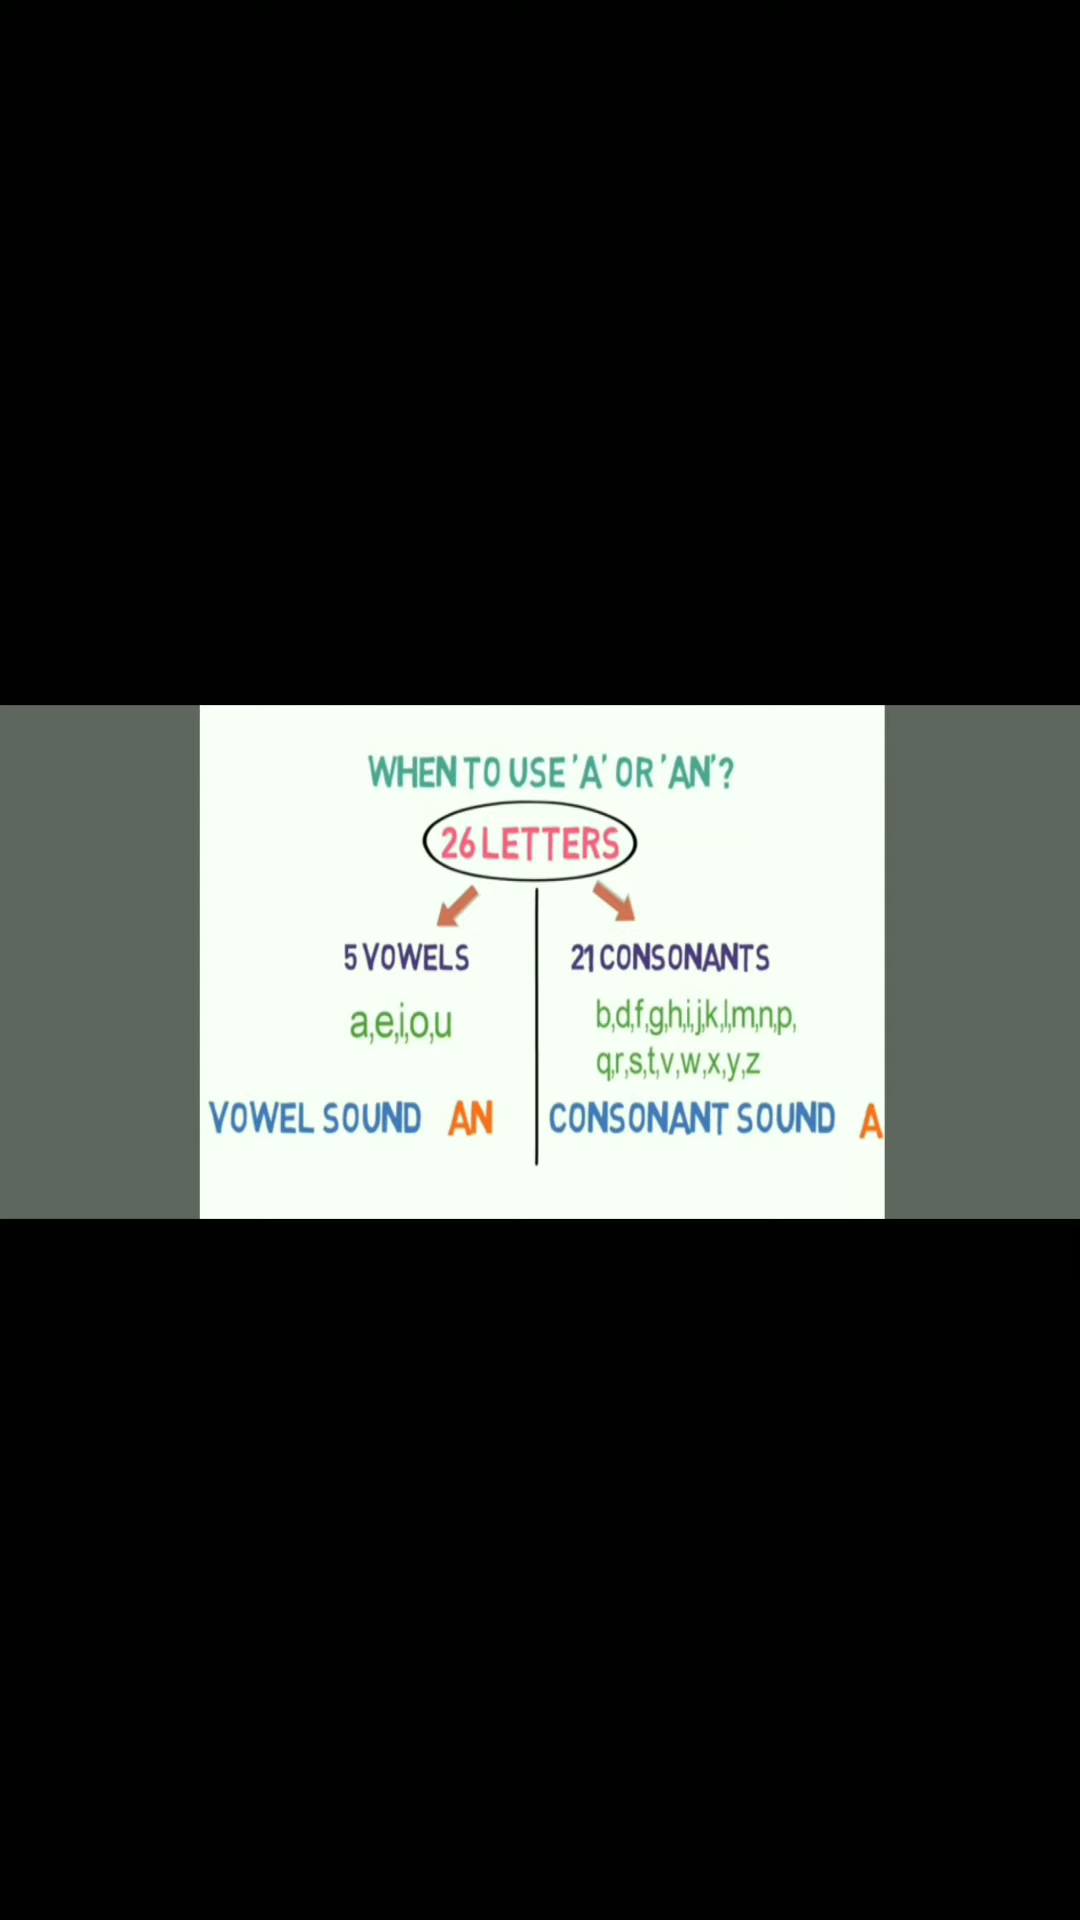 WHEN TO USE 'A' OR 'AN'?
26 LETTERS
5 VOWELS
a,e,i,o,u
VOWEL SOUND AN
21 CONSONANTS
b,d,f,g,h,i,j,k,l,m,n,p,
q,r,s,t,v,w,x,y,z
CONSONANT SOUND A